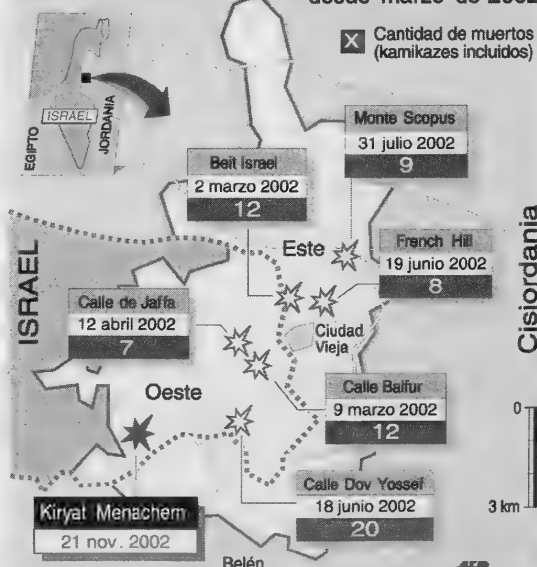 desde marzo de 2002
X Cantidad de muertos
(kamikazes incluidos)
EGIPTO
ISRAEL
JORDANIA
Monte Scopus
31 julio 2002
9
Beit Israel
2 marzo 2002
12
ISRAEL
Este
French Hill
19 junio 2002
8
Cisjordania
Calle de Jaffa
12 abril 2002
7
Ciudad
Vieja
Oeste
Calle Balfur
9 marzo 2002
12
0
3 km
Kiryat Menachem
21 nov. 2002
Calle Dov Yossef
18 junio 2002
20
Belén
AFP